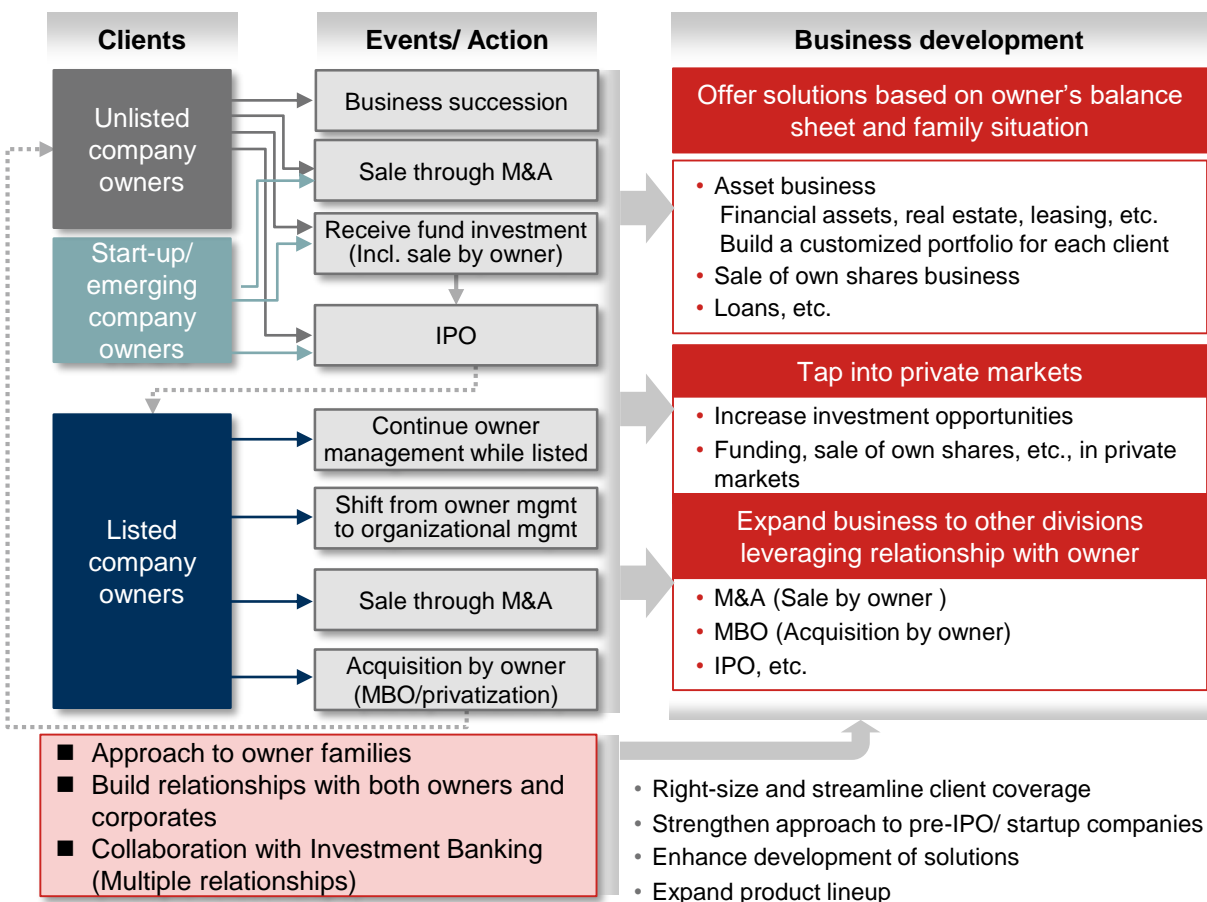 Clients
Events/ Action
Business development
Unlisted
company
owners
Start-up/
emerging
company
owners
Listed
company
owners
Business succession
Sale through M&A
Receive fund investment
(Incl. sale by owner)
IPO
Continue owner
management while listed
Shift from owner mgmt
to organizational mgmt
Sale through M&A
Acquisition by owner
(MBO/privatization)
Offer solutions based on owner's balance
sheet and family situation
• Asset business
Financial assets, real estate, leasing, etc.
Build a customized portfolio for each client
• Sale of own shares business
• Loans, etc.
Tap into private markets
• Increase investment opportunities
• Funding, sale of own shares, etc., in private
markets
Expand business to other divisions
leveraging relationship with owner
• M&A (Sale by owner )
• MBO (Acquisition by owner)
• IPO, etc.
■ Approach to owner families
■ Build relationships with both owners and
corporates
■ Collaboration with Investment Banking
(Multiple relationships)
• Right-size and streamline client coverage
• Strengthen approach to pre-IPO/ startup companies
• Enhance development of solutions
• Expand product lineup